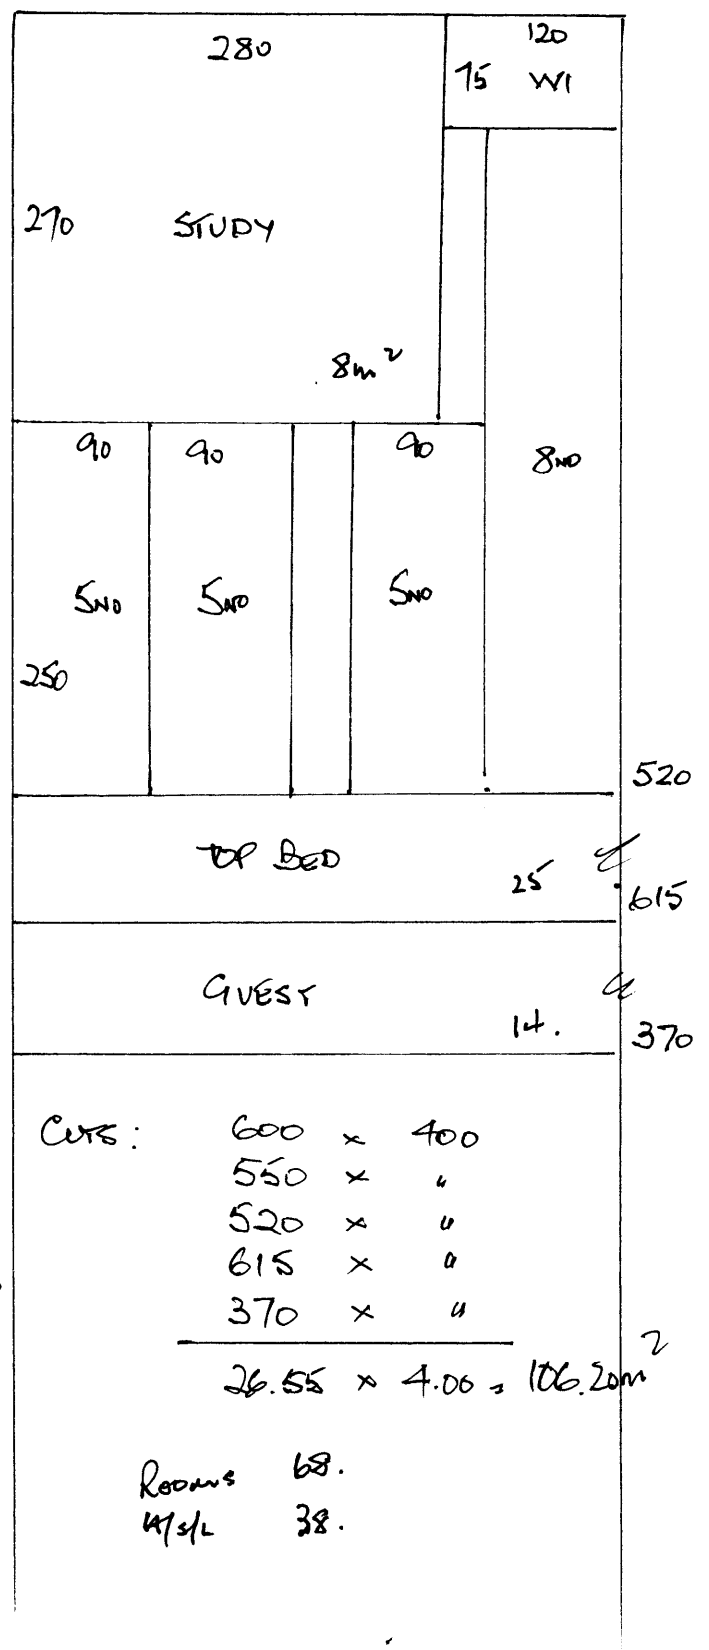 280
120
75 WI
270 STUDY
8m²
90 90 90
8NO
5NO 5NO 5NO
250
520
TOP BED
25
615
GUEST
14.
370
CUTS: 600 x 400
550 x "
520 x "
615 x "
370 x "
26.55 x 4.00 = 106.20m²
ROOMS 68.
H/S/L 38.